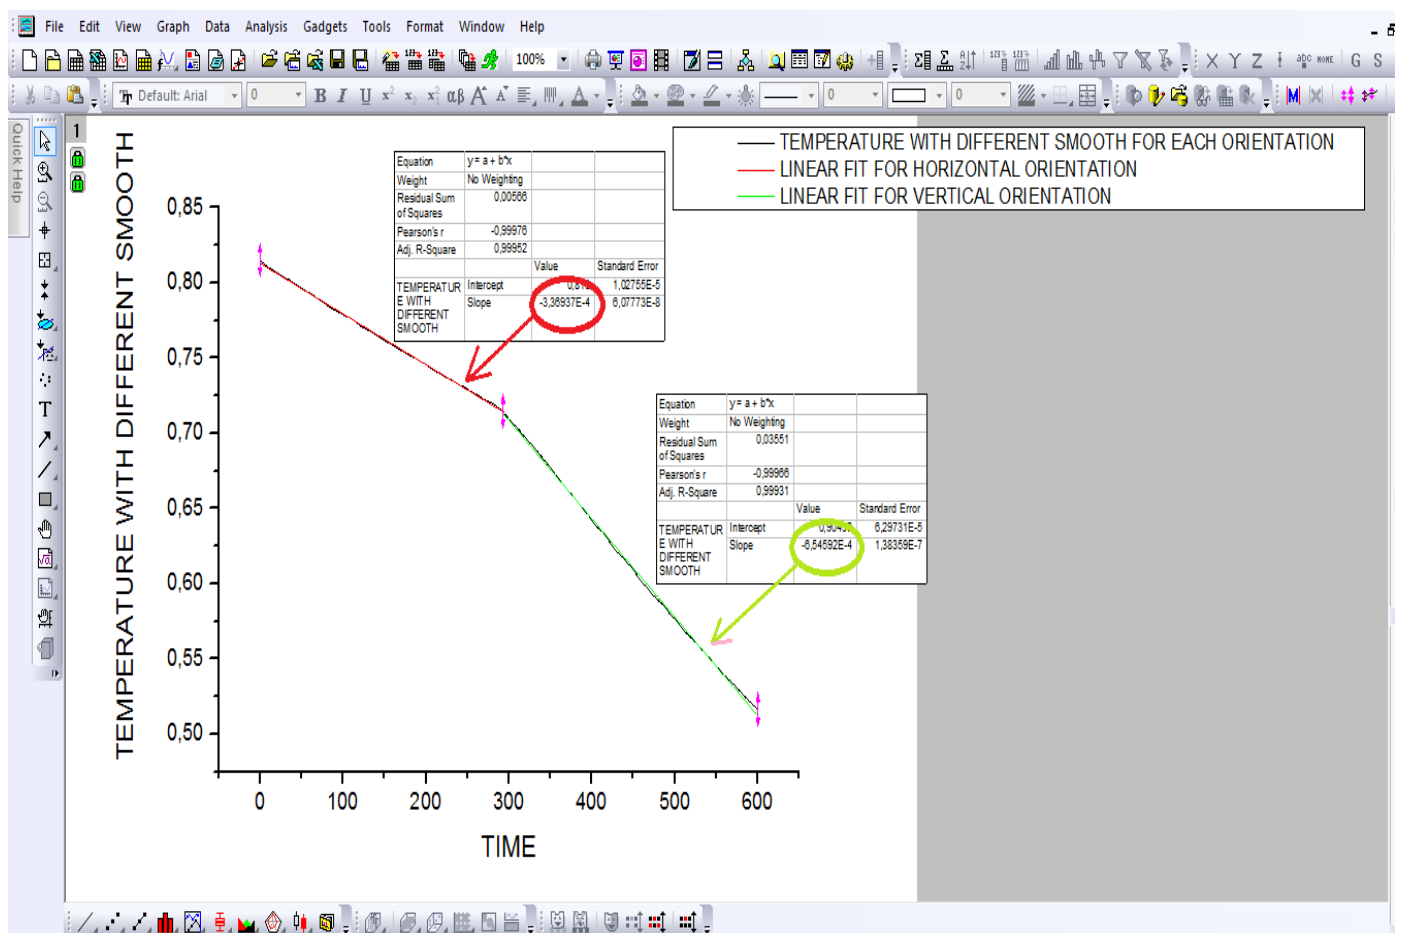 File Edit View Graph Data Analysis Gadgets Tools Format Window Help
100%
X Y Z
G S
Default: Arial 0 B I U x² x₂ αβ A A 0 0
Quick Help
1
TEMPERATURE WITH DIFFERENT SMOOTH FOR EACH ORIENTATION
LINEAR FIT FOR HORIZONTAL ORIENTATION
LINEAR FIT FOR VERTICAL ORIENTATION
Equation y = a + b*x
Weight No Weighting
Residual Sum 0,00566
of Squares
Pearson's r -0,99976
Adj. R-Square 0,99952
Value Standard Error
TEMPERATUR Intercept 1,02755E-5
E WITH Slope -3,36937E-4 6,07773E-8
DIFFERENT
SMOOTH
Equation y = a + b*x
Weight No Weighting
Residual Sum 0,03551
of Squares
Pearson's r -0,99966
Adj. R-Square 0,99931
Value Standard Error
TEMPERATUR Intercept 6,29731E-5
E WITH Slope -6,54592E-4 1,38359E-7
DIFFERENT
SMOOTH
TEMPERATURE WITH DIFFERENT SMOOTH
0,85
0,80
0,75
0,70
0,65
0,60
0,55
0,50
0 100 200 300 400 500 600
TIME